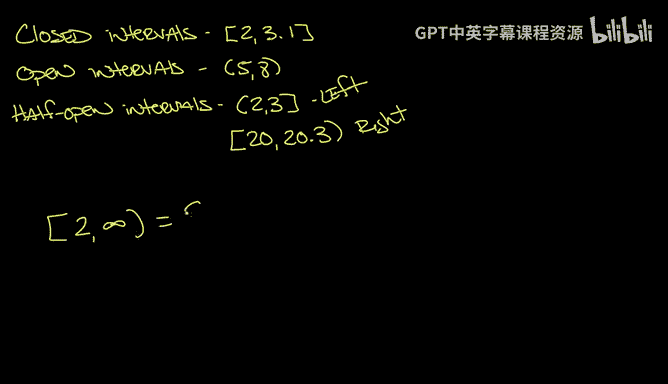 CLOSED INTERVALS - [2, 3.1]
GPT中英字幕课程资源 bilibili
OPEN INTERVALS - (5,8)
HALF-OPEN INTERVALS - (2,3] - Left
[20, 20.3) Right
[2, ∞) =